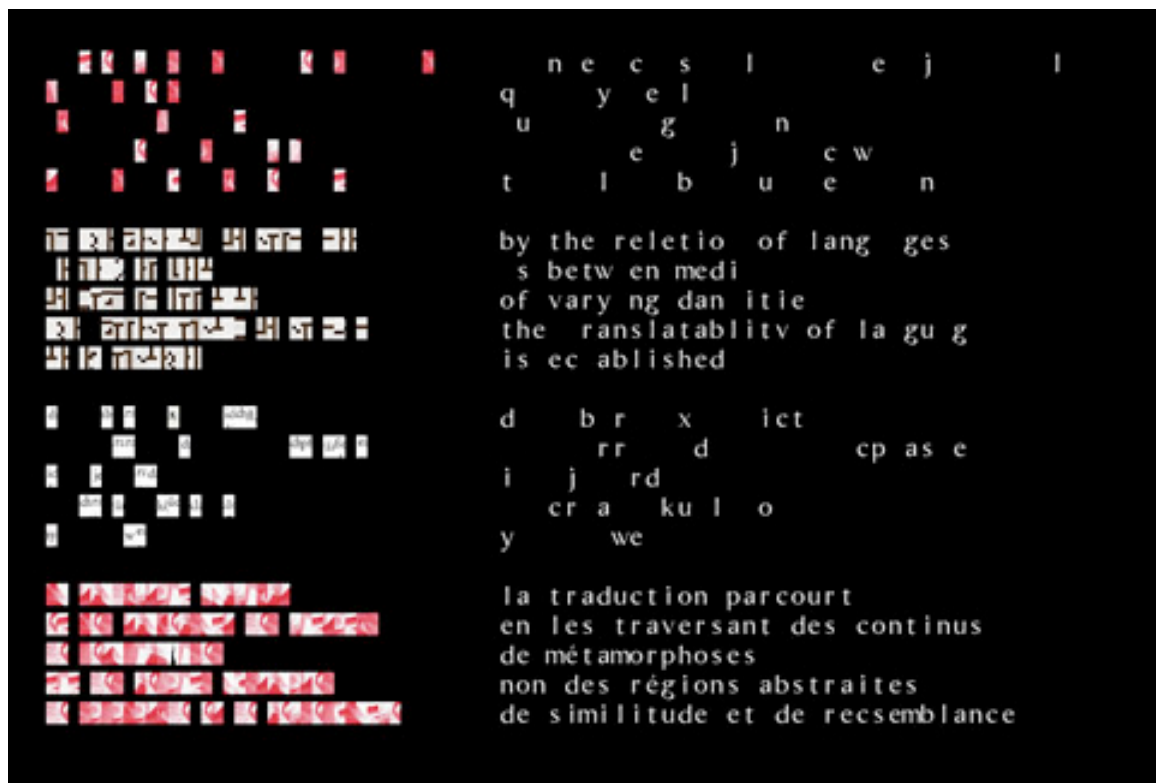 n e c s l e j l
q y e l
u g n
e j c w
t l b u e n
by the reletio of lang ges
s betw en medi
of vary ng dan itie
the ranslatablitv of la gu g
is ec ablished
d b r x ict
rr d cp as e
i j rd
cr a ku l o
y we
la traduction parcourt
en les traversant des continus
de métamorphoses
non des régions abstraites
de similitude et de recsemblance